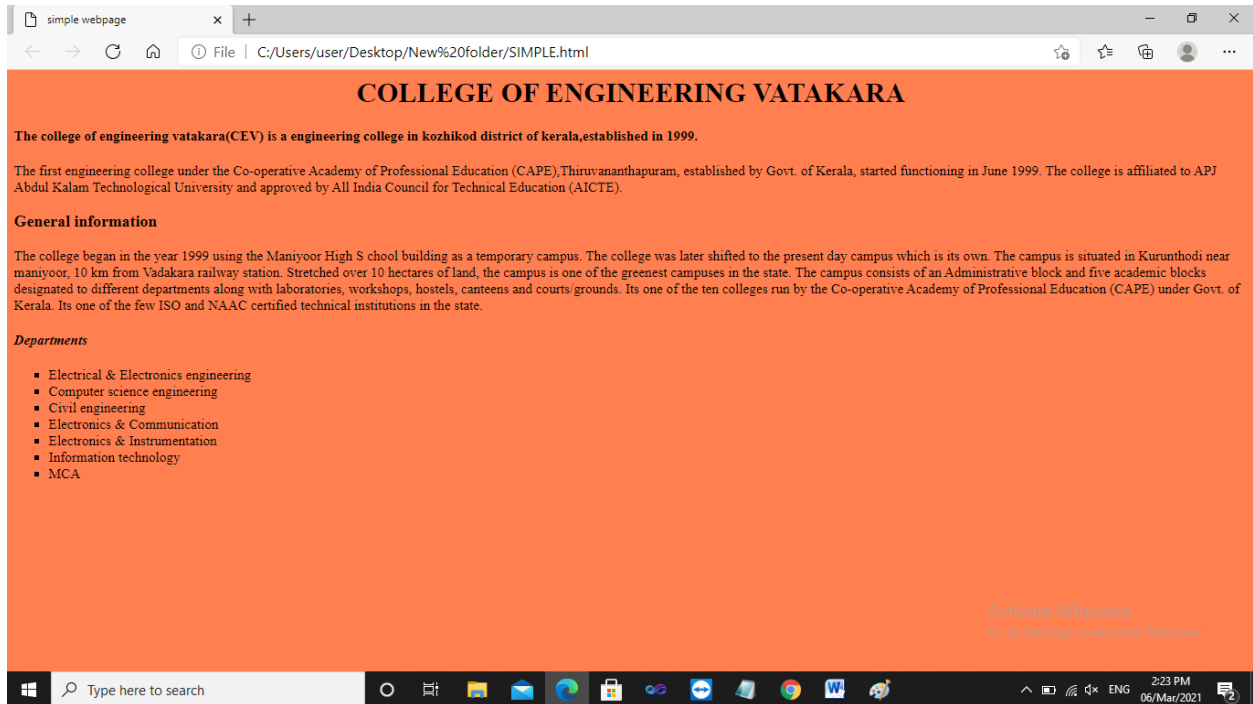 simple webpage
File | C:/Users/user/Desktop/New%20folder/SIMPLE.html
COLLEGE OF ENGINEERING VATAKARA
The college of engineering vatakara(CEV) is a engineering college in kozhikod district of kerala,established in 1999.
The first engineering college under the Co-operative Academy of Professional Education (CAPE),Thiruvananthapuram, established by Govt. of Kerala, started functioning in June 1999. The college is affiliated to APJ
Abdul Kalam Technological University and approved by All India Council for Technical Education (AICTE).
General information
The college began in the year 1999 using the Maniyoor High S chool building as a temporary campus. The college was later shifted to the present day campus which is its own. The campus is situated in Kurunthodi near
maniyoor, 10 km from Vadakara railway station. Stretched over 10 hectares of land, the campus is one of the greenest campuses in the state. The campus consists of an Administrative block and five academic blocks
designated to different departments along with laboratories, workshops, hostels, canteens and courts/grounds. Its one of the ten colleges run by the Co-operative Academy of Professional Education (CAPE) under Govt. of
Kerala. Its one of the few ISO and NAAC certified technical institutions in the state.
Departments
Electrical & Electronics engineering
Computer science engineering
Civil engineering
Electronics & Communication
Electronics & Instrumentation
Information technology
MCA
Activate Windows
Go to Settings to activate Windows.
Type here to search
ENG
2:23 PM
06/Mar/2021
2